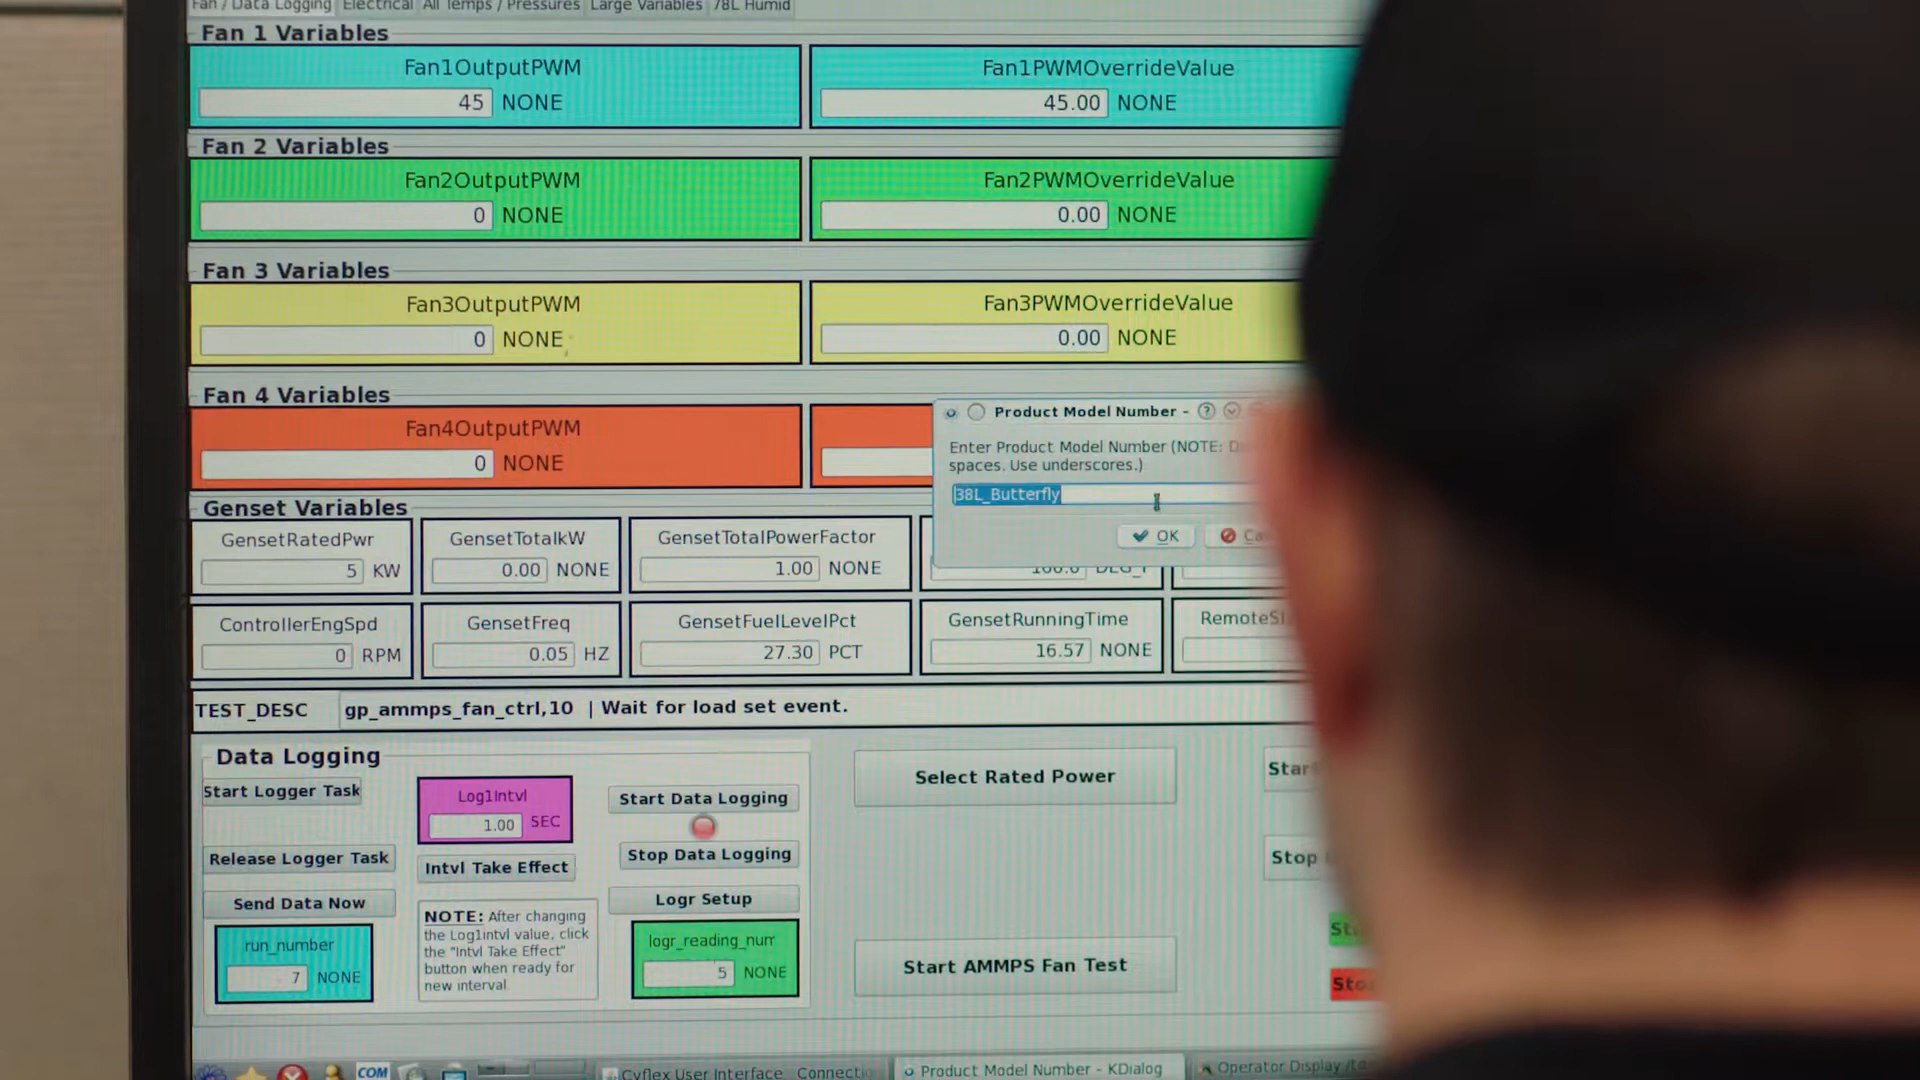 Fan / Data Logging Electrical All Temps / Pressures Large Variables 78L Humid
Fan 1 Variables
Fan1OutputPWM
45 NONE
Fan1PWMOverrideValue
45.00 NONE
Fan 2 Variables
Fan2OutputPWM
0 NONE
Fan2PWMOverrideValue
0.00 NONE
Fan 3 Variables
Fan3OutputPWM
0 NONE
Fan3PWMOverrideValue
0.00 NONE
Fan 4 Variables
Fan4OutputPWM
0 NONE
Product Model Number -
Enter Product Model Number (NOTE:
spaces. Use underscores.)
38L_Butterfly
OK
Genset Variables
GensetRatedPwr
5 KW
GensetTotalkW
0.00 NONE
GensetTotalPowerFactor
1.00 NONE
ControllerEngSpd
0 RPM
GensetFreq
0.05 HZ
GensetFuelLevelPct
27.30 PCT
GensetRunningTime
16.57 NONE
TEST_DESC gp_ammps_fan_ctrl,10 | Wait for load set event.
Data Logging
Start Logger Task
Release Logger Task
Send Data Now
run_number
7 NONE
Log1Intvl
1.00 SEC
Intvl Take Effect
NOTE: After changing
the Log1intvl value, click
the "Intvl Take Effect"
button when ready for
new interval
Start Data Logging
Stop Data Logging
Logr Setup
logr_reading_num
5 NONE
Select Rated Power
Start AMMPS Fan Test
Stop
COM
Cyflex User Interface
Product Model Number - KDialog
Operator Display